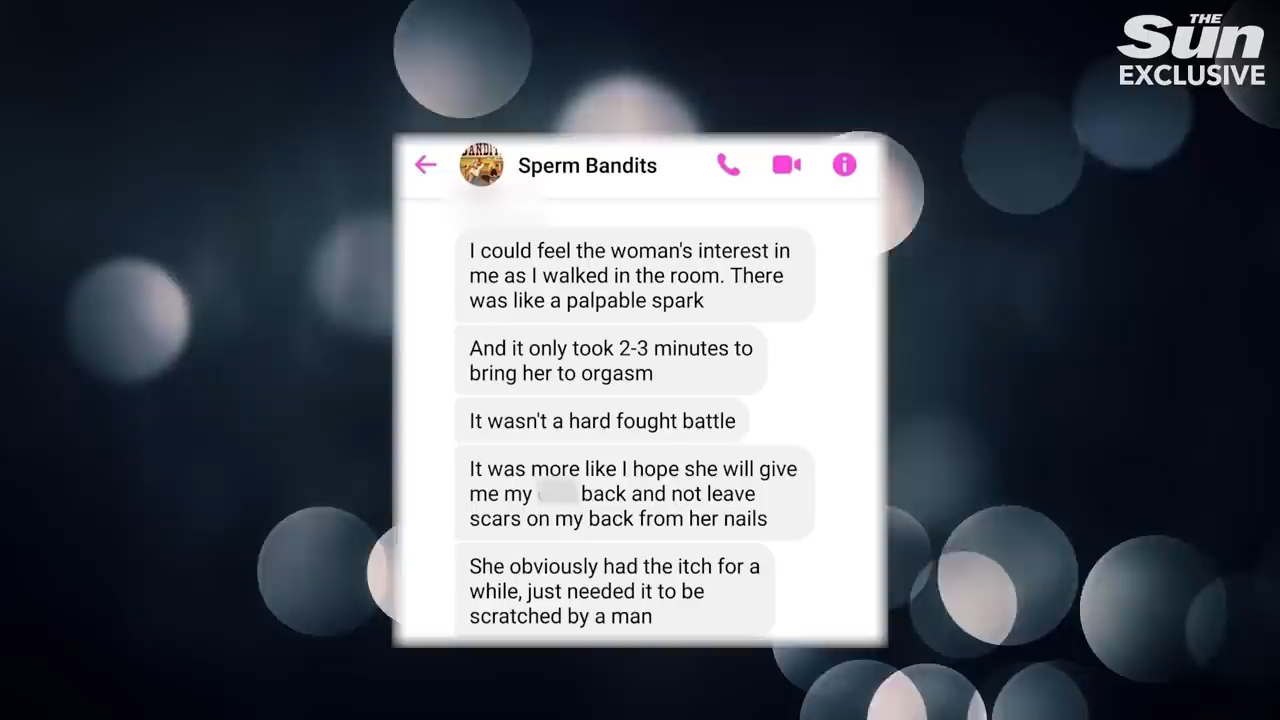 THE
Sun
EXCLUSIVE
BANDIT
Sperm Bandits
I could feel the woman's interest in
me as I walked in the room. There
was like a palpable spark
And it only took 2-3 minutes to
bring her to orgasm
It wasn't a hard fought battle
It was more like I hope she will give
me my back and not leave
scars on my back from her nails
She obviously had the itch for a
while, just needed it to be
scratched by a man